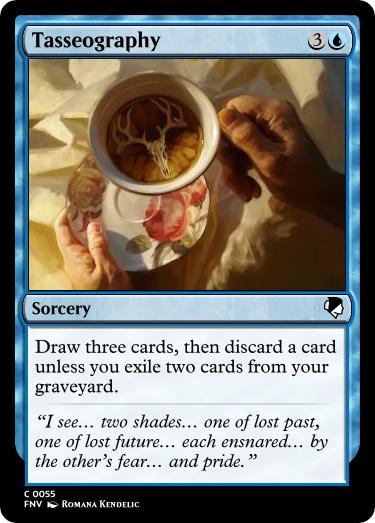 Tasseography 3
Sorcery
Draw three cards, then discard a card
unless you exile two cards from your
graveyard.
“I see… two shades… one of lost past,
one of lost future… each ensnared… by
the other’s fear… and pride.”
C 0055
FNV Romana Kendelic